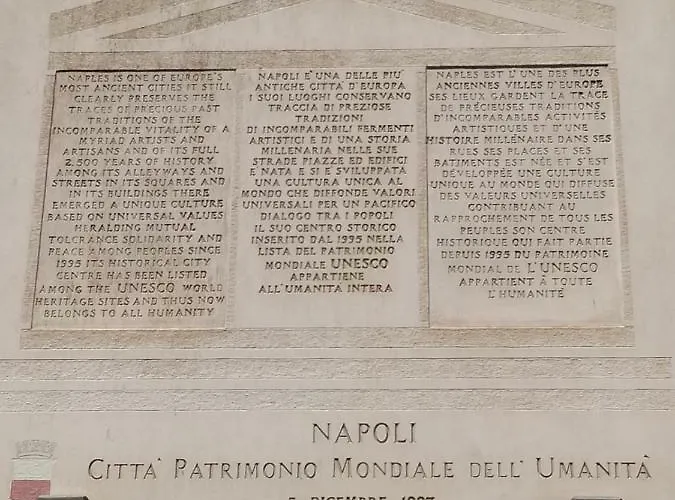 NAPLES IS ONE OF EUROPE'S
MOST ANCIENT CITIES IT STILL
CLEARLY PRESERVES THE
TRACES OF PRECIOUS PAST
TRADITIONS OF THE
INCOMPARABLE VITALITY OF A
MYRIAD ARTISTS AND
ARTISANS AND OF ITS FULL
2.500 YEARS OF HISTORY
AMONG ITS ALLEYWAYS AND
STREETS IN ITS SQUARES AND
IN ITS BUILDINGS THERE
EMERGED A UNIQUE CULTURE
BASED ON UNIVERSAL VALUES
HERALDING MUTUAL
TOLERANCE SOLIDARITY AND
PEACE AMONG PEOPLES SINCE
1995 ITS HISTORICAL CITY
CENTRE HAS BEEN LISTED
AMONG THE UNESCO WORLD
HERITAGE SITES AND THUS NOW
BELONGS TO ALL HUMANITY
NAPOLI E' UNA DELLE PIU'
ANTICHE CITTA' D'EUROPA
I SUOI LUOGHI CONSERVANO
TRACCIA DI PREZIOSE
TRADIZIONI
DI INCOMPARABILI FERMENTI
ARTISTICI E DI UNA STORIA
MILLENARIA NELLE SUE
STRADE PIAZZE ED EDIFICI
E' NATA E SI E' SVILUPPATA
UNA CULTURA UNICA AL
MONDO CHE DIFFONDE VALORI
UNIVERSALI PER UN PACIFICO
DIALOGO TRA I POPOLI
IL SUO CENTRO STORICO
INSERITO DAL 1995 NELLA
LISTA DEL PATRIMONIO
MONDIALE UNESCO
APPARTIENE
ALL'UMANITA INTERA
NAPLES EST L'UNE DES PLUS
ANCIENNES VILLES D'EUROPE
SES LIEUX GARDENT LA TRACE
DE PRÉCIEUSES TRADITIONS
D'INCOMPARABLES ACTIVITÉS
ARTISTIQUES ET D'UNE
HISTOIRE MILLÉNAIRE DANS SES
RUES SES PLACES ET SES
BATIMENTS EST NÉE ET S'EST
DÉVELOPPÉE UNE CULTURE
UNIQUE AU MONDE QUI DIFFUSE
DES VALEURS UNIVERSELLES
CONTRIBUANT AU
RAPPROCHEMENT DE TOUS LES
PEUPLES SON CENTRE
HISTORIQUE QUI FAIT PARTIE
DEPUIS 1995 DU PATRIMOINE
MONDIAL DE L'UNESCO
APPARTIENT À TOUTE
L'HUMANITÉ
NAPOLI
CITTA' PATRIMONIO MONDIALE DELL' UMANITÀ
DICEMBRE